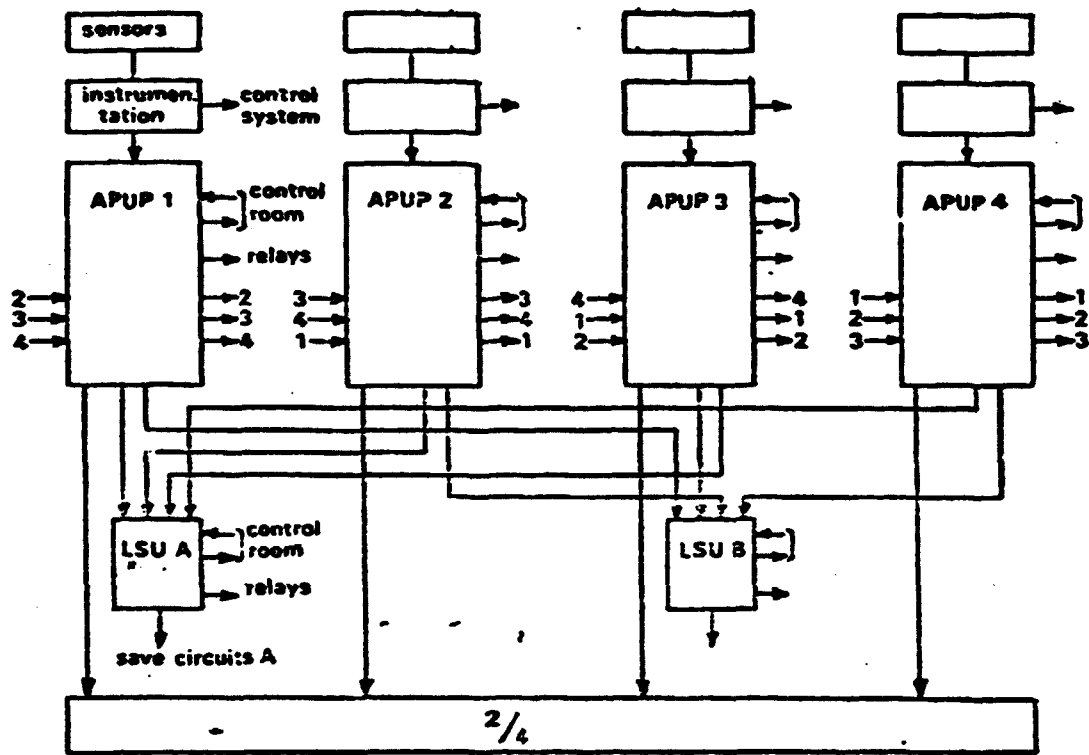 sensors
instrumen-
tation
control
system
APUP 1
control
room
relays
2
3
4
2
3
4
APUP 2
3
4
1
3
4
1
APUP 3
4
1
2
4
1
2
APUP 4
1
2
3
1
2
3
LSU A
control
room
relays
save circuits A
LSU B
2/4